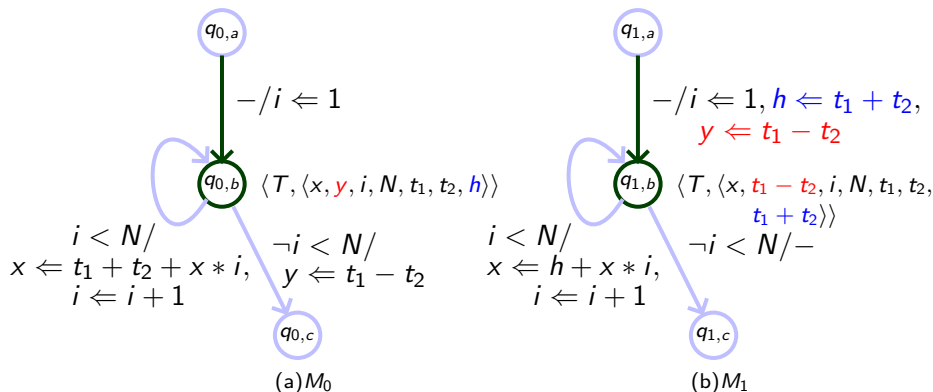 q₀,ₐ
−/i ⇐ 1
q₀,b
⟨T, ⟨x, y, i, N, t₁, t₂, h⟩⟩
i < N/
x ⇐ t₁ + t₂ + x ∗ i,
i ⇐ i + 1
¬i < N/
y ⇐ t₁ − t₂
q₀,c
(a)M₀
q₁,ₐ
−/i ⇐ 1, h ⇐ t₁ + t₂,
y ⇐ t₁ − t₂
q₁,b
⟨T, ⟨x, t₁ − t₂, i, N, t₁, t₂,
t₁ + t₂⟩⟩
i < N/
x ⇐ h + x ∗ i,
i ⇐ i + 1
¬i < N/−
q₁,c
(b)M₁